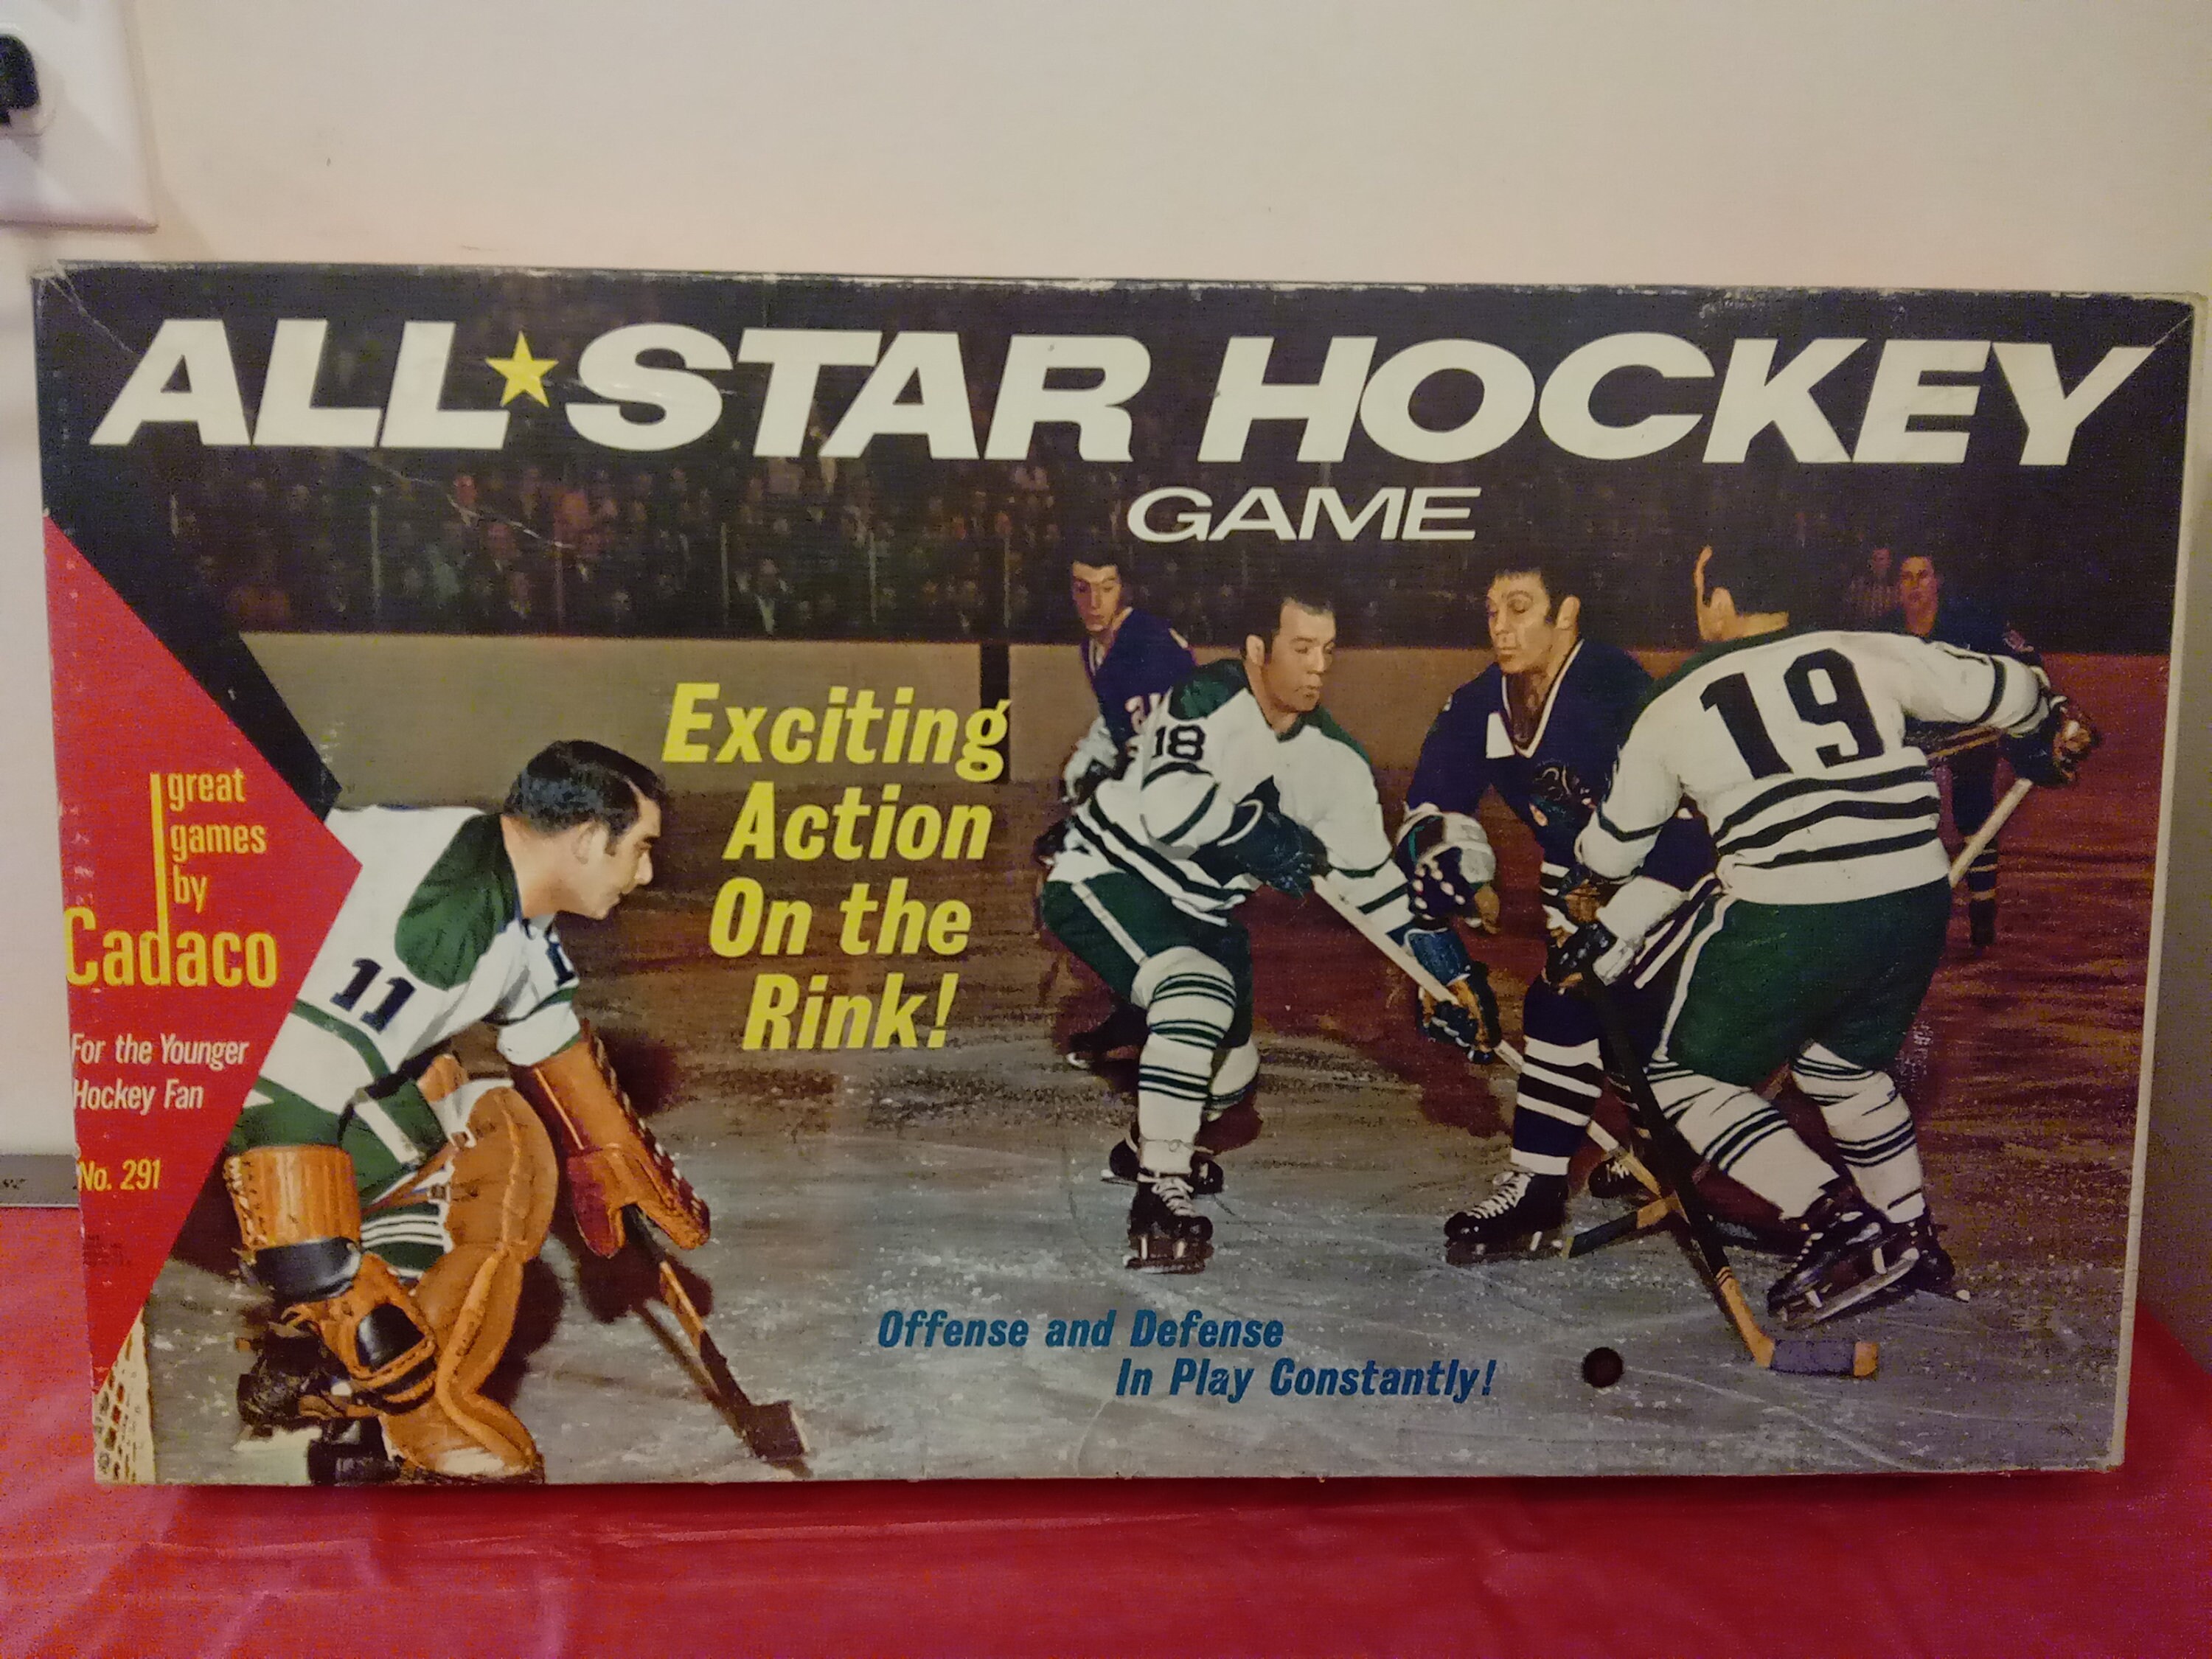 ALL★STAR HOCKEY
GAME
Exciting
Action
On the
Rink!
great
games
by
Cadaco
For the Younger
Hockey Fan
No. 291
18
19
11
Offense and Defense
In Play Constantly!